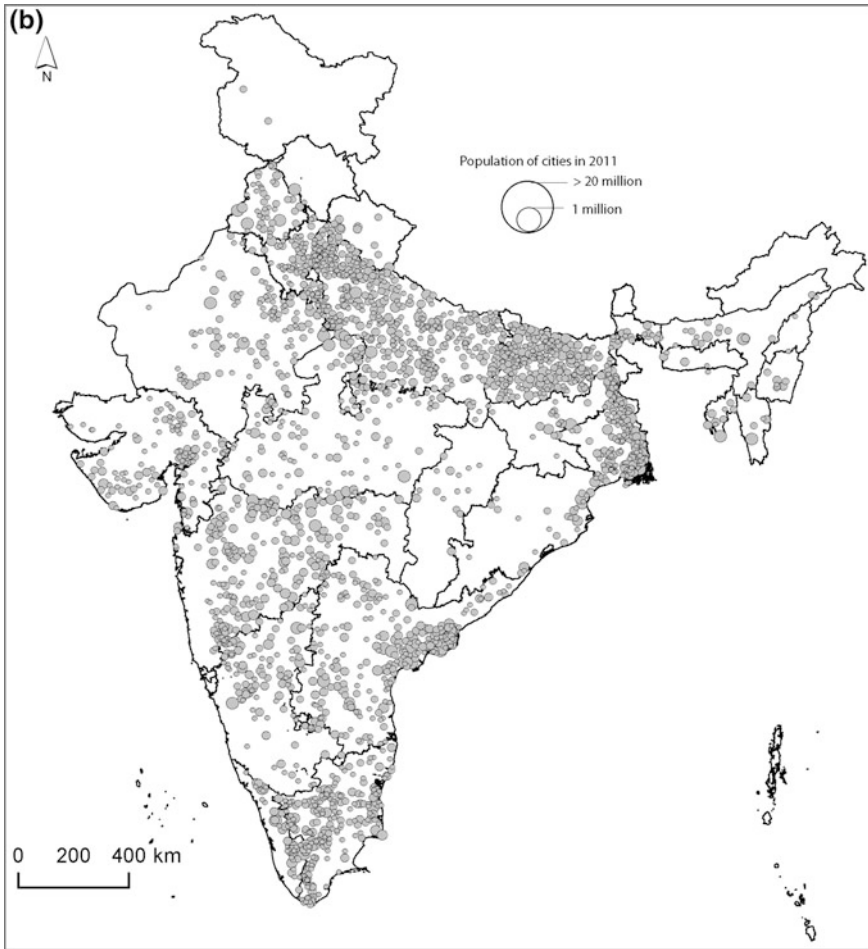 (b)
N
Population of cities in 2011
> 20 million
1 million
0 200 400 km